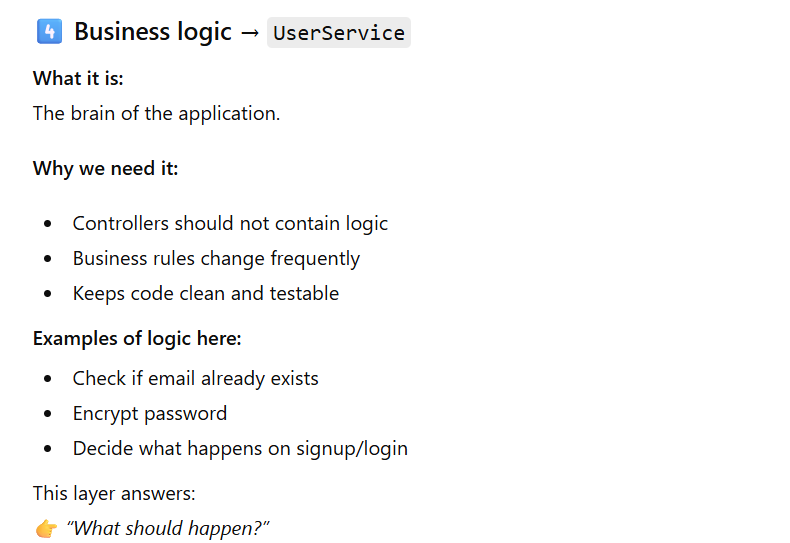 4️⃣ Business logic → UserService
What it is:
The brain of the application.
Why we need it:
• Controllers should not contain logic
• Business rules change frequently
• Keeps code clean and testable
Examples of logic here:
• Check if email already exists
• Encrypt password
• Decide what happens on signup/login
This layer answers:
👉 “What should happen?”